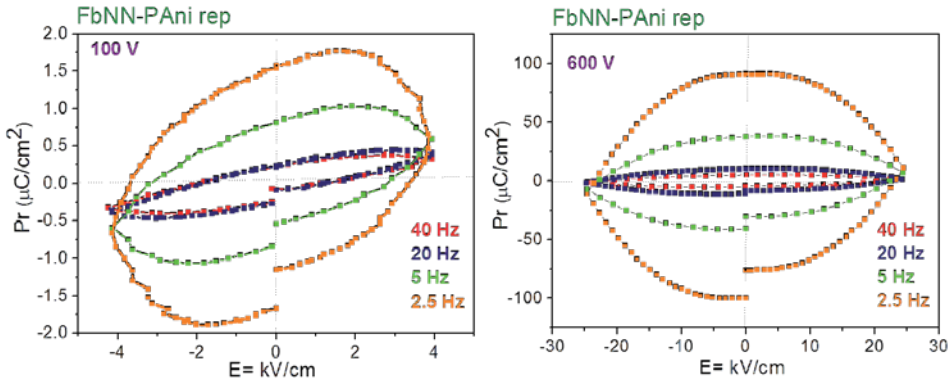 FbNN-PAni rep
100 V
Pr (μC/cm²)
2.0
1.5
1.0
0.5
0.0
-0.5
-1.0
-1.5
-2.0
40 Hz
20 Hz
5 Hz
2.5 Hz
-4 -2 0 2 4
E= kV/cm
FbNN-PAni rep
600 V
Pr (μC/cm²)
100
50
0
-50
-100
40 Hz
20 Hz
5 Hz
2.5 Hz
-30 -20 -10 0 10 20 30
E= kV/cm